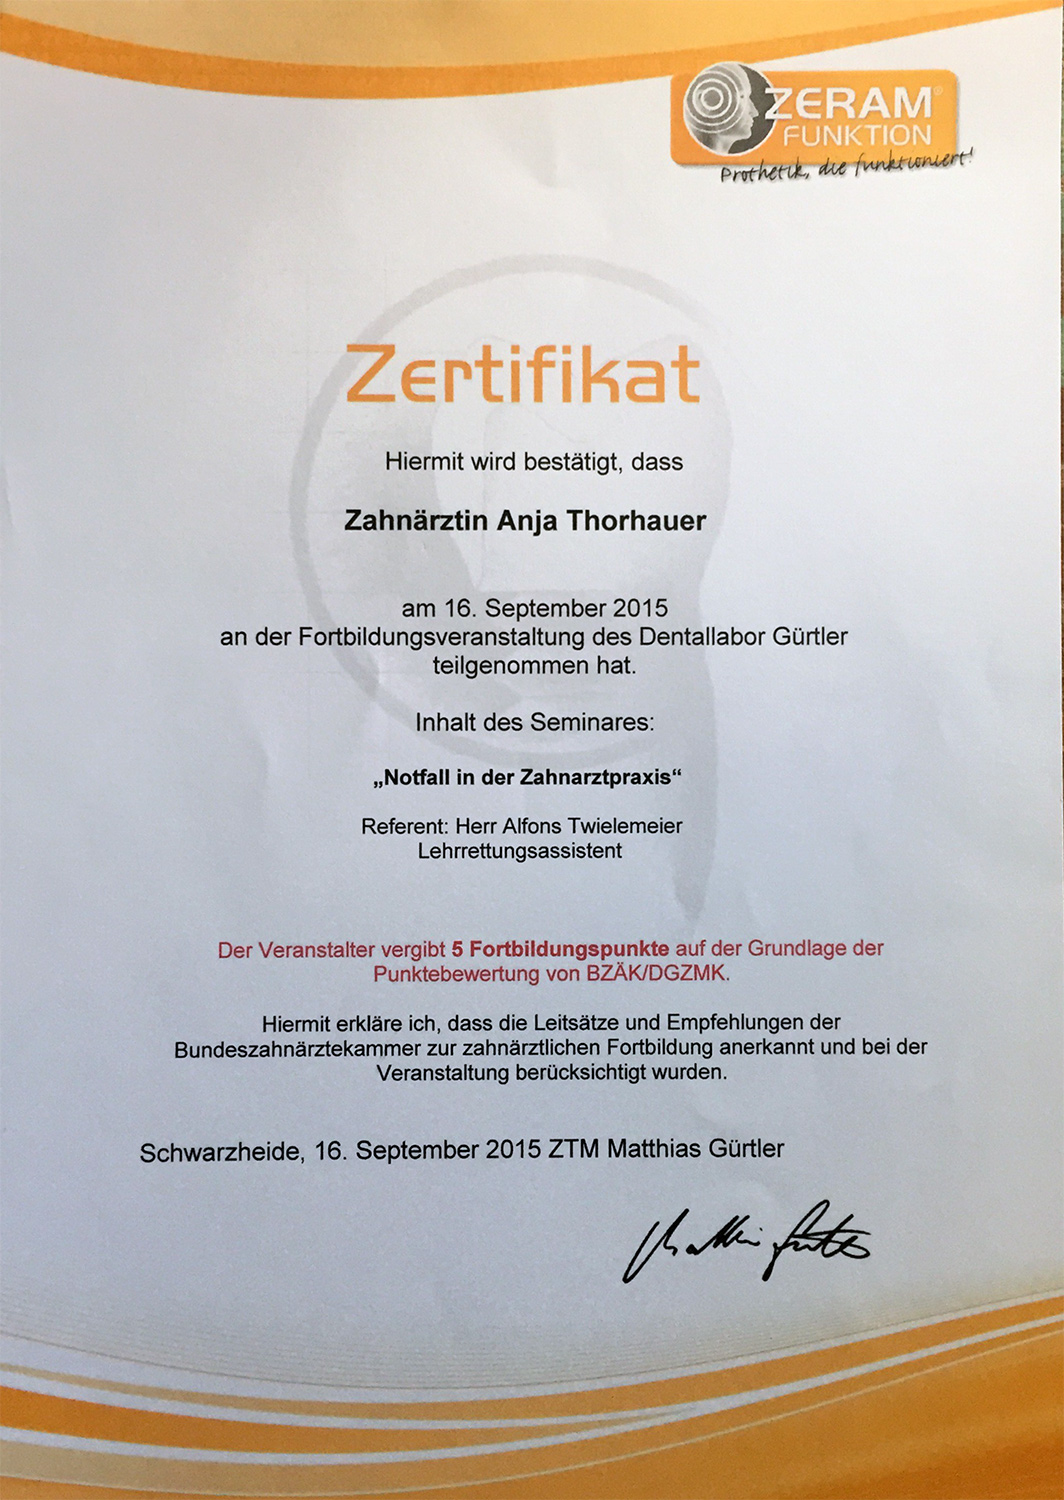 ZERAM®
FUNKTION
Prothetik, die funktioniert!
Zertifikat
Hiermit wird bestätigt, dass
Zahnärztin Anja Thorhauer
am 16. September 2015
an der Fortbildungsveranstaltung des Dentallabor Gürtler
teilgenommen hat.
Inhalt des Seminares:
„Notfall in der Zahnarztpraxis“
Referent: Herr Alfons Twielemeier
Lehrrettungsassistent
Der Veranstalter vergibt 5 Fortbildungspunkte auf der Grundlage der
Punktebewertung von BZÄK/DGZMK.
Hiermit erkläre ich, dass die Leitsätze und Empfehlungen der
Bundeszahnärztekammer zur zahnärztlichen Fortbildung anerkannt und bei der
Veranstaltung berücksichtigt wurden.
Schwarzheide, 16. September 2015 ZTM Matthias Gürtler